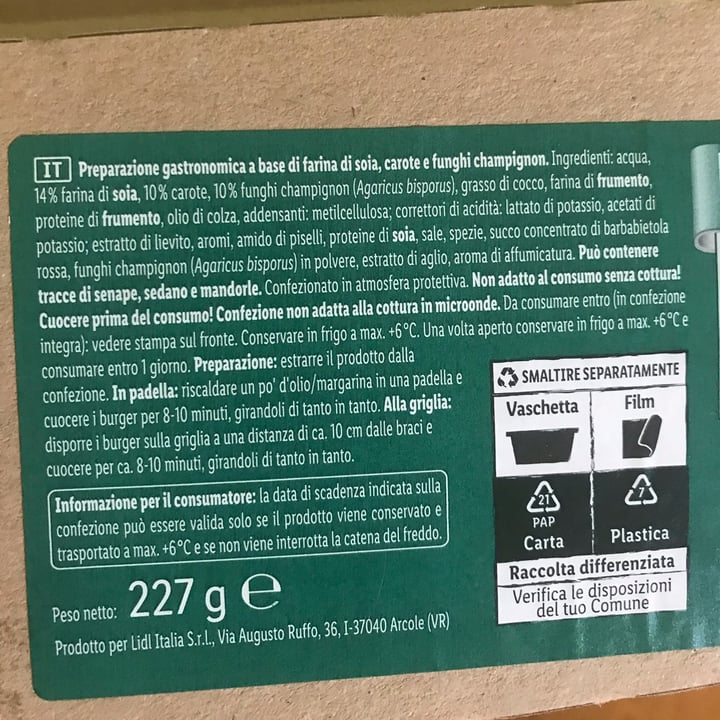 IT Preparazione gastronomica a base di farina di soia, carote e funghi champignon. Ingredienti: acqua,
14% farina di soia, 10% carote, 10% funghi champignon (Agaricus bisporus), grasso di cocco, farina di frumento,
proteine di frumento, olio di colza, addensanti: metilcellulosa; correttori di acidità: lattato di potassio, acetati di
potassio; estratto di lievito, aromi, amido di piselli, proteine di soia, sale, spezie, succo concentrato di barbabietola
rossa, funghi champignon (Agaricus bisporus) in polvere, estratto di aglio, aroma di affumicatura. Può contenere
tracce di senape, sedano e mandorle. Confezionato in atmosfera protettiva. Non adatto al consumo senza cottura!
Cuocere prima del consumo! Confezione non adatta alla cottura in microonde. Da consumare entro (in confezione
integra): vedere stampa sul fronte. Conservare in frigo a max. +6°C. Una volta aperto conservare in frigo a max. +6°C e
consumare entro 1 giorno. Preparazione: estrarre il prodotto dalla
confezione. In padella: riscaldare un po' d'olio/margarina in una padella e
cuocere i burger per 8-10 minuti, girandoli di tanto in tanto. Alla griglia:
disporre i burger sulla griglia a una distanza di ca. 10 cm dalle braci e
cuocere per ca. 8-10 minuti, girandoli di tanto in tanto.
Informazione per il consumatore: la data di scadenza indicata sulla
confezione può essere valida solo se il prodotto viene conservato e
trasportato a max. +6°C e se non viene interrotta la catena del freddo.
Peso netto: 227 g e
Prodotto per Lidl Italia S.r.l., Via Augusto Ruffo, 36, I-37040 Arcole (VR)
SMALTIRE SEPARATAMENTE
Vaschetta Film
21 7
PAP
Carta Plastica
Raccolta differenziata
Verifica le disposizioni
del tuo Comune